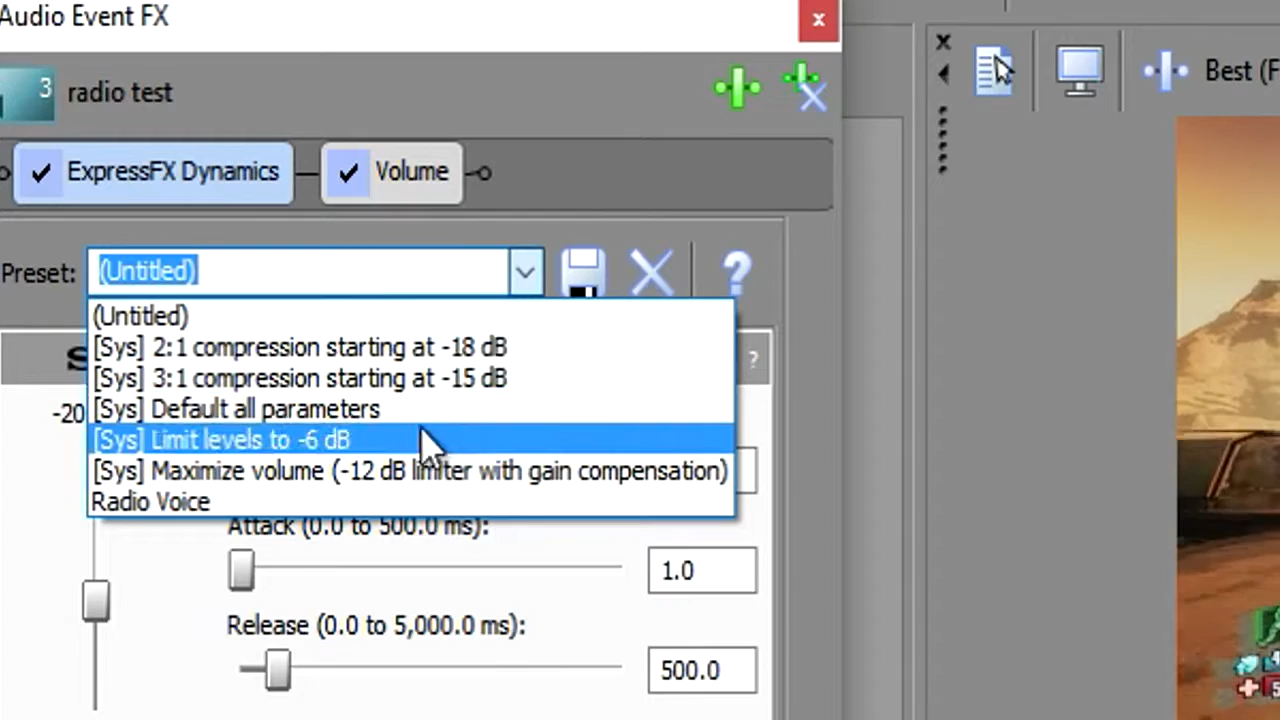 Audio Event FX
3 radio test
Best (F
ExpressFX Dynamics
Volume
Preset: (Untitled)
(Untitled)
[Sys] 2:1 compression starting at -18 dB
[Sys] 3:1 compression starting at -15 dB
[Sys] Default all parameters
[Sys] Limit levels to -6 dB
[Sys] Maximize volume (-12 dB limiter with gain compensation)
Radio Voice
-20
Attack (0.0 to 500.0 ms):
1.0
Release (0.0 to 5,000.0 ms):
500.0